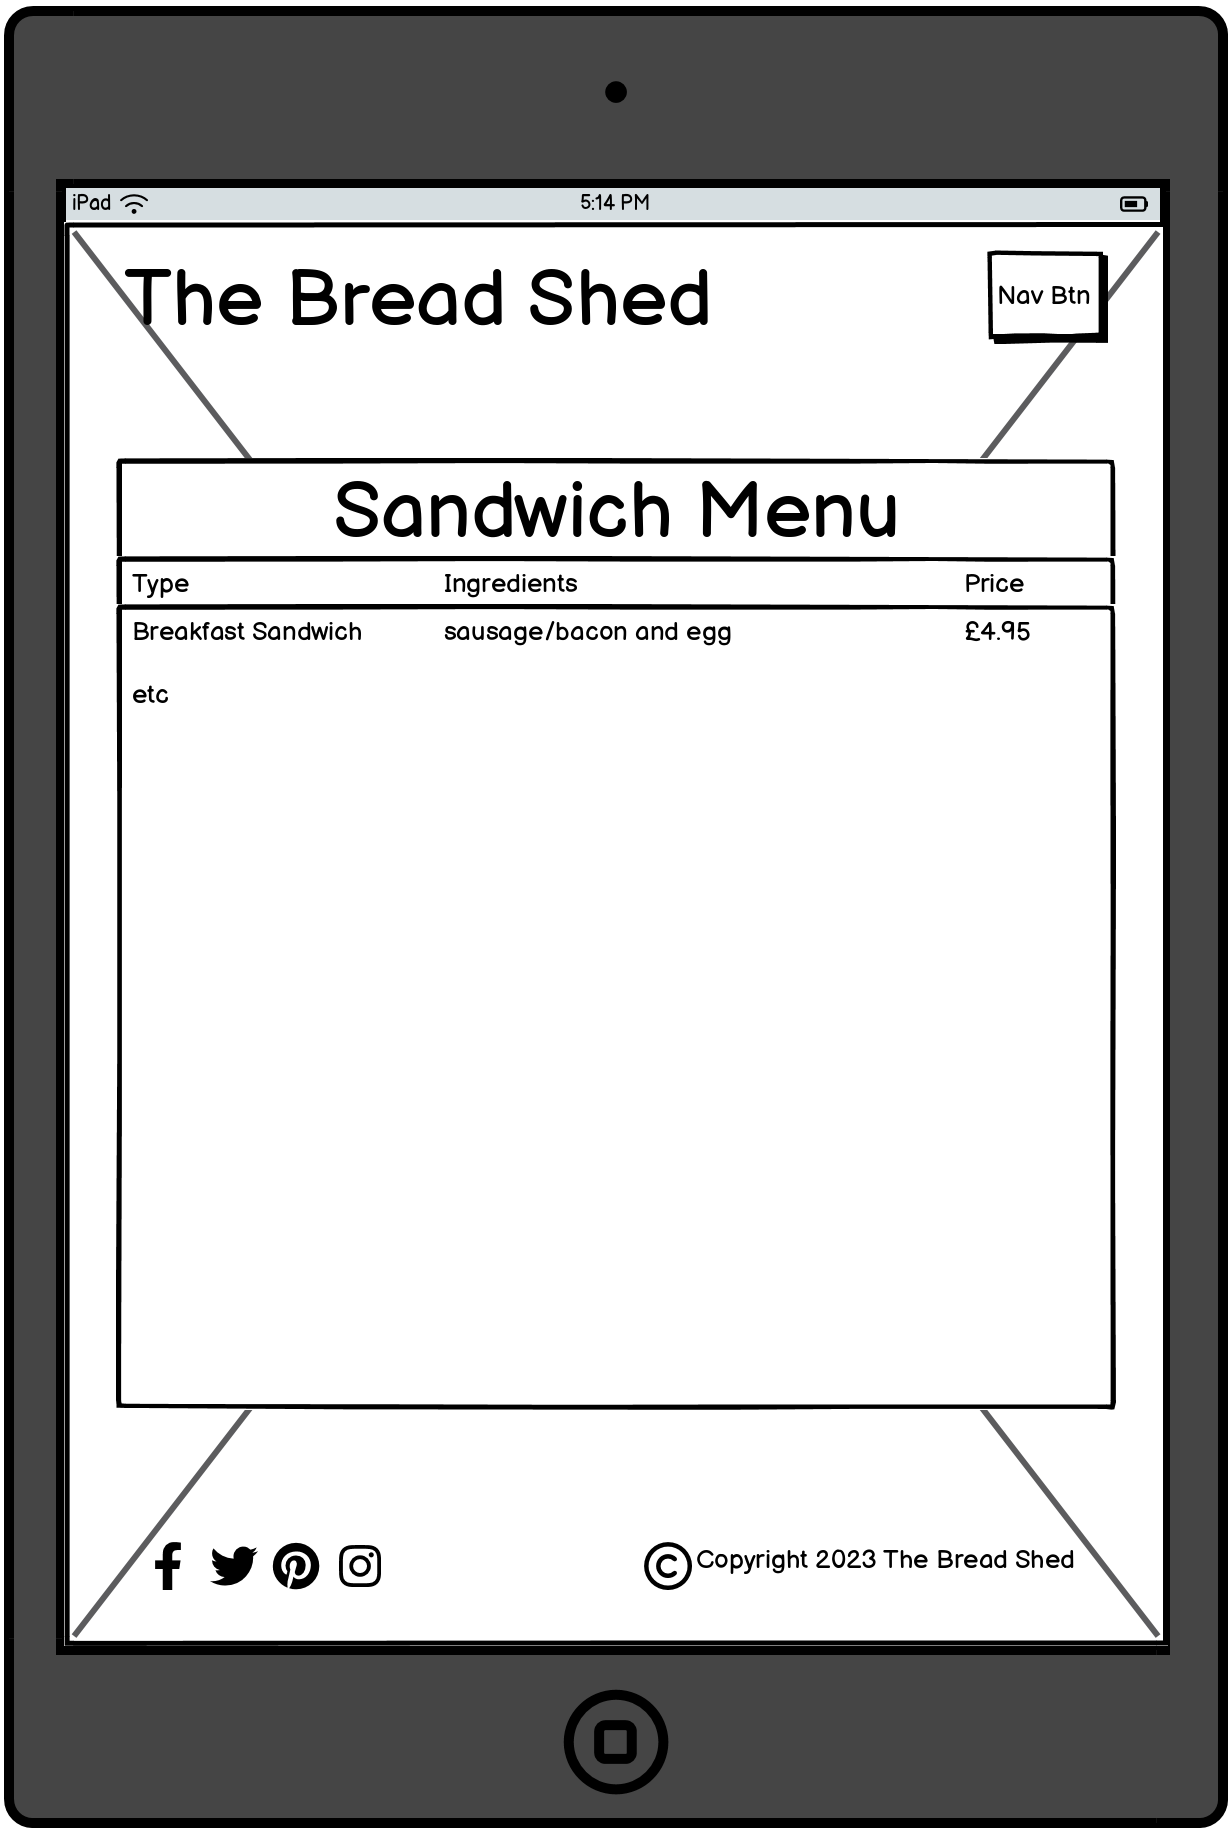 iPad
5:14 PM
The Bread Shed
Nav Btn
Sandwich Menu
Type Ingredients Price
Breakfast Sandwich sausage/bacon and egg £4.95
etc
© Copyright 2023 The Bread Shed